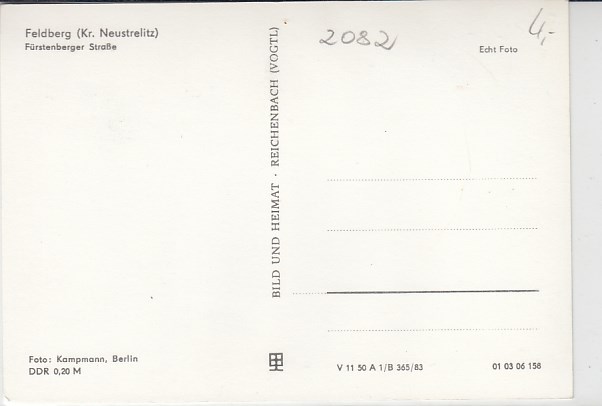 Feldberg (Kr. Neustrelitz)
Fürstenberger Straße
2082
4,-
Echt Foto
BILD UND HEIMAT · REICHENBACH (VOGTL)
Foto: Kampmann, Berlin
DDR 0,20 M
V 11 50 A 1/B 365/83
01 03 06 158